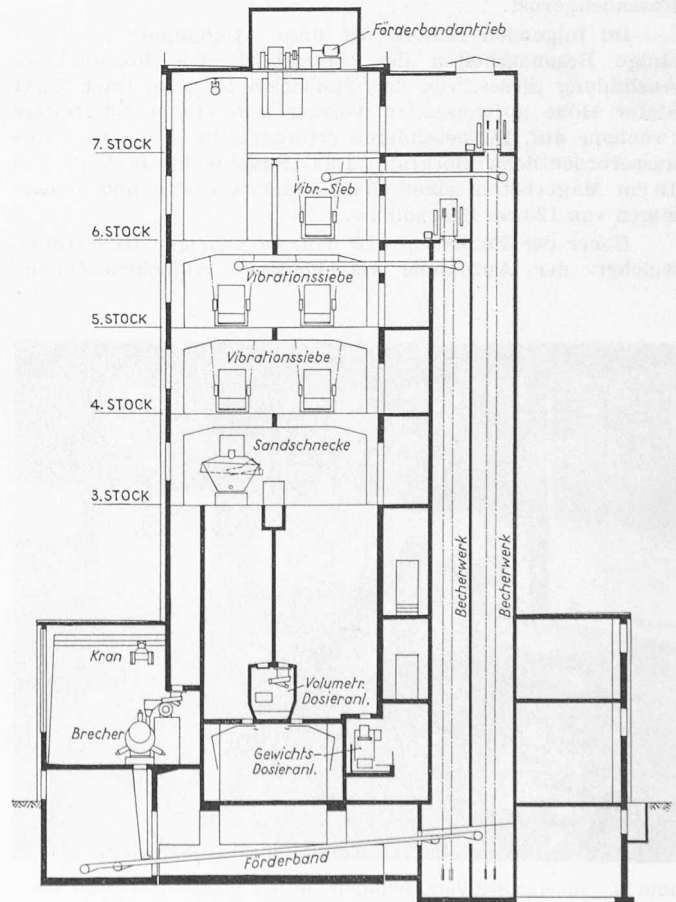 Förderbandantrieb
7. STOCK
Vibr.-Sieb
6. STOCK
Vibrationssiebe
5. STOCK
Vibrationssiebe
4. STOCK
Sandschnecke
3. STOCK
Becherwerk
Becherwerk
Kran
Volumetr.
Dosieranl.
Brecher
Gewichts-
Dosieranl.
Förderband